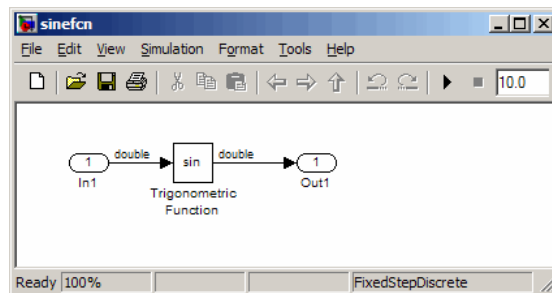 sinefcn
File Edit View Simulation Format Tools Help
10.0
1 double sin double 1
In1 Trigonometric Function Out1
Ready 100% FixedStepDiscrete